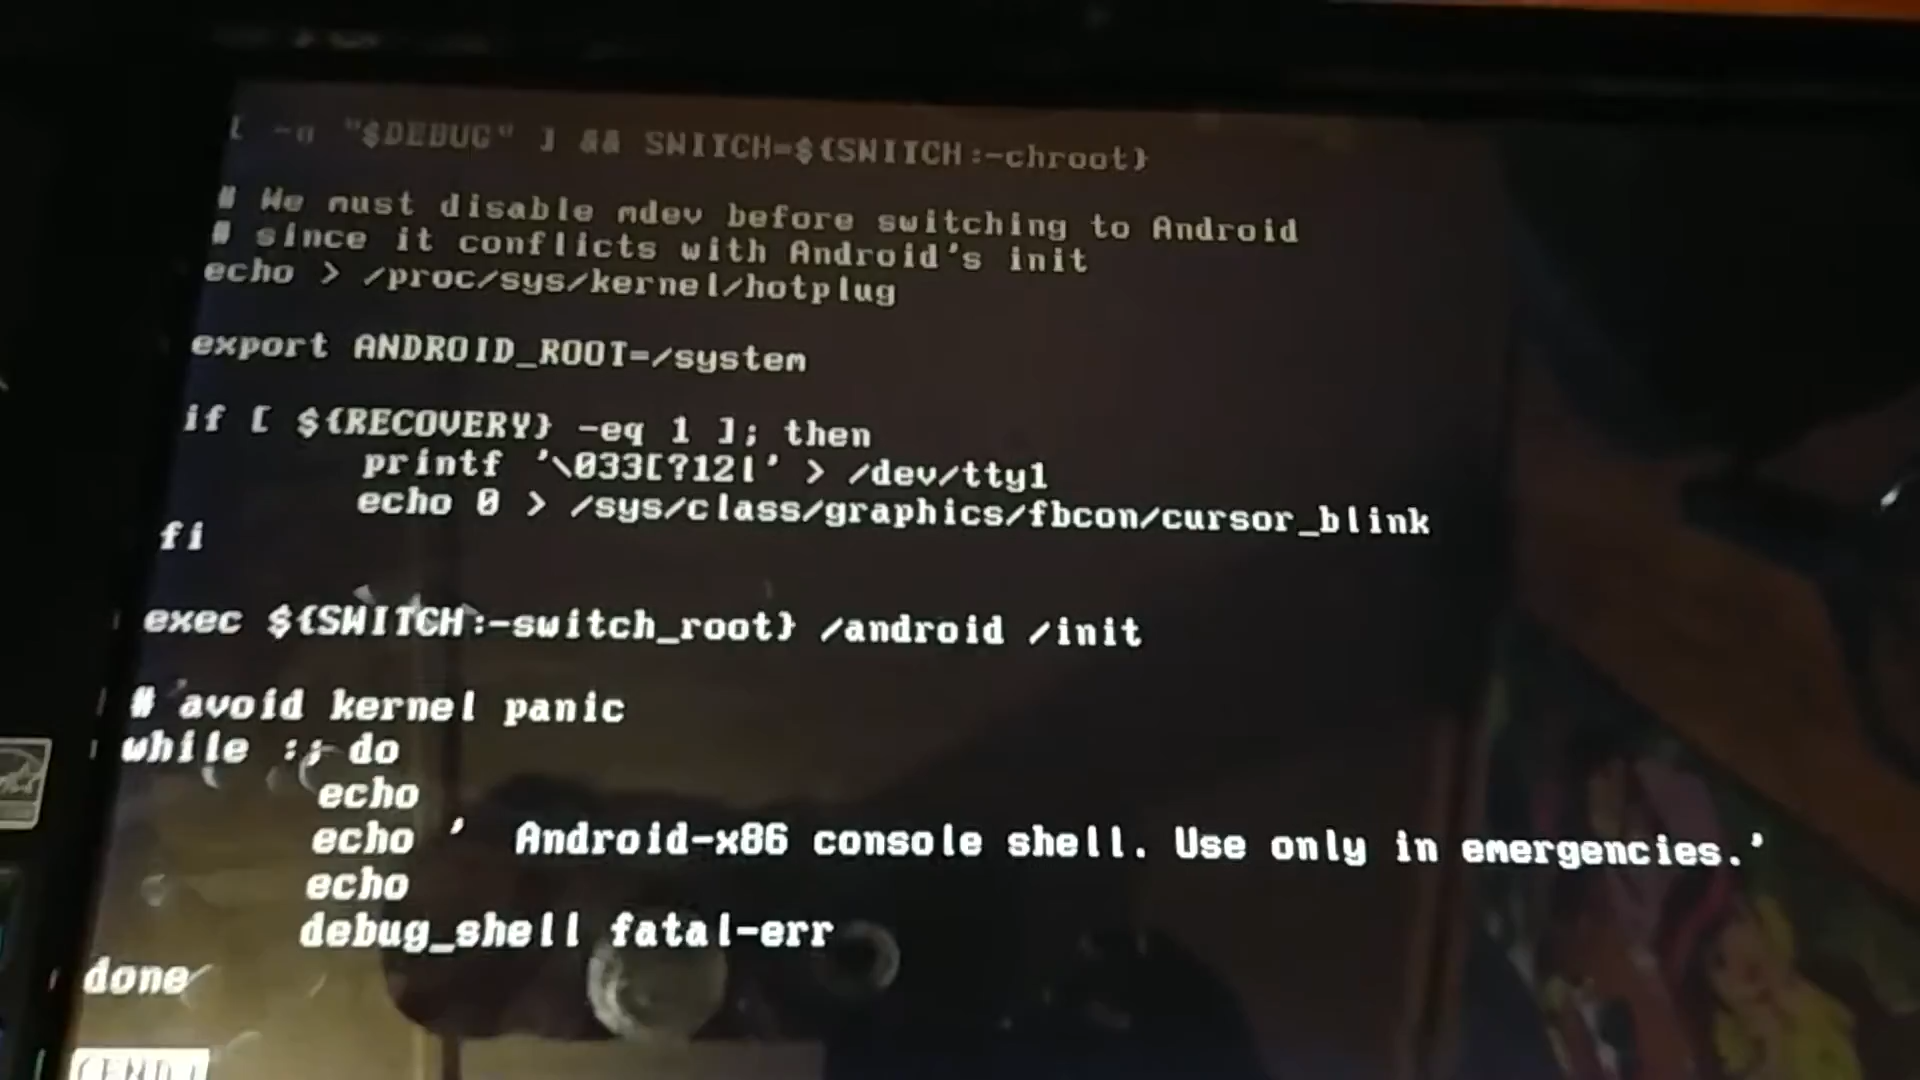 [ -n "$DEBUG" ] && SWITCH=${SWITCH:-chroot}
# We must disable mdev before switching to Android
# since it conflicts with Android's init
echo > /proc/sys/kernel/hotplug
export ANDROID_ROOT=/system
if [ ${RECOVERY} -eq 1 ]; then
printf '\033[?12l' > /dev/tty1
echo 0 > /sys/class/graphics/fbcon/cursor_blink
fi
exec ${SWITCH:-switch_root} /android /init
# avoid kernel panic
while :; do
echo
echo '  Android-x86 console shell. Use only in emergencies.'
echo
debug_shell fatal-err
done
(END)